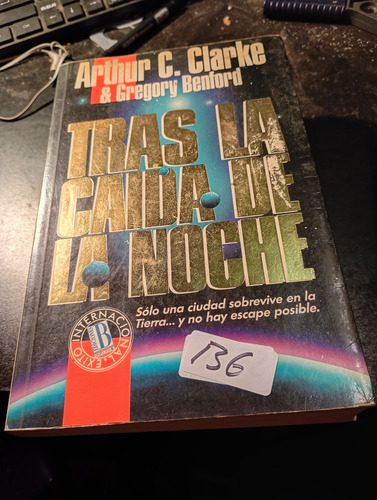 Arthur C. Clarke
& Gregory Benford
TRAS LA
CAIDA DE
LA NOCHE
Sólo una ciudad sobrevive en la
Tierra... y no hay escape posible.
INTERNACIONAL
ÉXITO
B
136